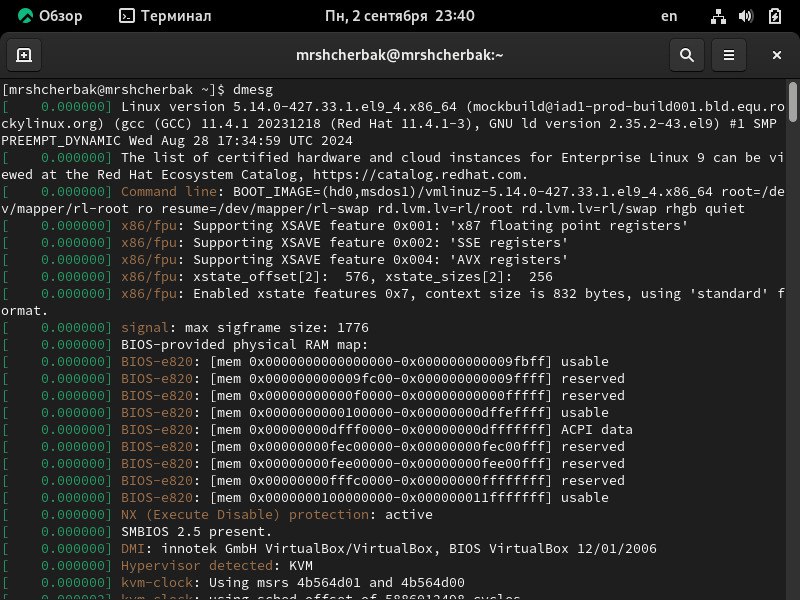 Обзор Терминал Пн, 2 сентября 23:40 en
mrshcherbak@mrshcherbak:~
[mrshcherbak@mrshcherbak ~]$ dmesg
[    0.000000] Linux version 5.14.0-427.33.1.el9_4.x86_64 (mockbuild@iad1-prod-build001.bld.equ.ro
ckylinux.org) (gcc (GCC) 11.4.1 20231218 (Red Hat 11.4.1-3), GNU ld version 2.35.2-43.el9) #1 SMP
PREEMPT_DYNAMIC Wed Aug 28 17:34:59 UTC 2024
[    0.000000] The list of certified hardware and cloud instances for Enterprise Linux 9 can be vi
ewed at the Red Hat Ecosystem Catalog, https://catalog.redhat.com.
[    0.000000] Command line: BOOT_IMAGE=(hd0,msdos1)/vmlinuz-5.14.0-427.33.1.el9_4.x86_64 root=/de
v/mapper/rl-root ro resume=/dev/mapper/rl-swap rd.lvm.lv=rl/root rd.lvm.lv=rl/swap rhgb quiet
[    0.000000] x86/fpu: Supporting XSAVE feature 0x001: 'x87 floating point registers'
[    0.000000] x86/fpu: Supporting XSAVE feature 0x002: 'SSE registers'
[    0.000000] x86/fpu: Supporting XSAVE feature 0x004: 'AVX registers'
[    0.000000] x86/fpu: xstate_offset[2]:  576, xstate_sizes[2]:  256
[    0.000000] x86/fpu: Enabled xstate features 0x7, context size is 832 bytes, using 'standard' f
ormat.
[    0.000000] signal: max sigframe size: 1776
[    0.000000] BIOS-provided physical RAM map:
[    0.000000] BIOS-e820: [mem 0x0000000000000000-0x000000000009fbff] usable
[    0.000000] BIOS-e820: [mem 0x000000000009fc00-0x000000000009ffff] reserved
[    0.000000] BIOS-e820: [mem 0x00000000000f0000-0x00000000000fffff] reserved
[    0.000000] BIOS-e820: [mem 0x0000000000100000-0x00000000dffeffff] usable
[    0.000000] BIOS-e820: [mem 0x00000000dfff0000-0x00000000dfffffff] ACPI data
[    0.000000] BIOS-e820: [mem 0x00000000fec00000-0x00000000fec00fff] reserved
[    0.000000] BIOS-e820: [mem 0x00000000fee00000-0x00000000fee00fff] reserved
[    0.000000] BIOS-e820: [mem 0x00000000fffc0000-0x00000000ffffffff] reserved
[    0.000000] BIOS-e820: [mem 0x0000000100000000-0x000000011fffffff] usable
[    0.000000] NX (Execute Disable) protection: active
[    0.000000] SMBIOS 2.5 present.
[    0.000000] DMI: innotek GmbH VirtualBox/VirtualBox, BIOS VirtualBox 12/01/2006
[    0.000000] Hypervisor detected: KVM
[    0.000000] kvm-clock: Using msrs 4b564d01 and 4b564d00
kvm-clock: using sched offset of 5886012498 cycles